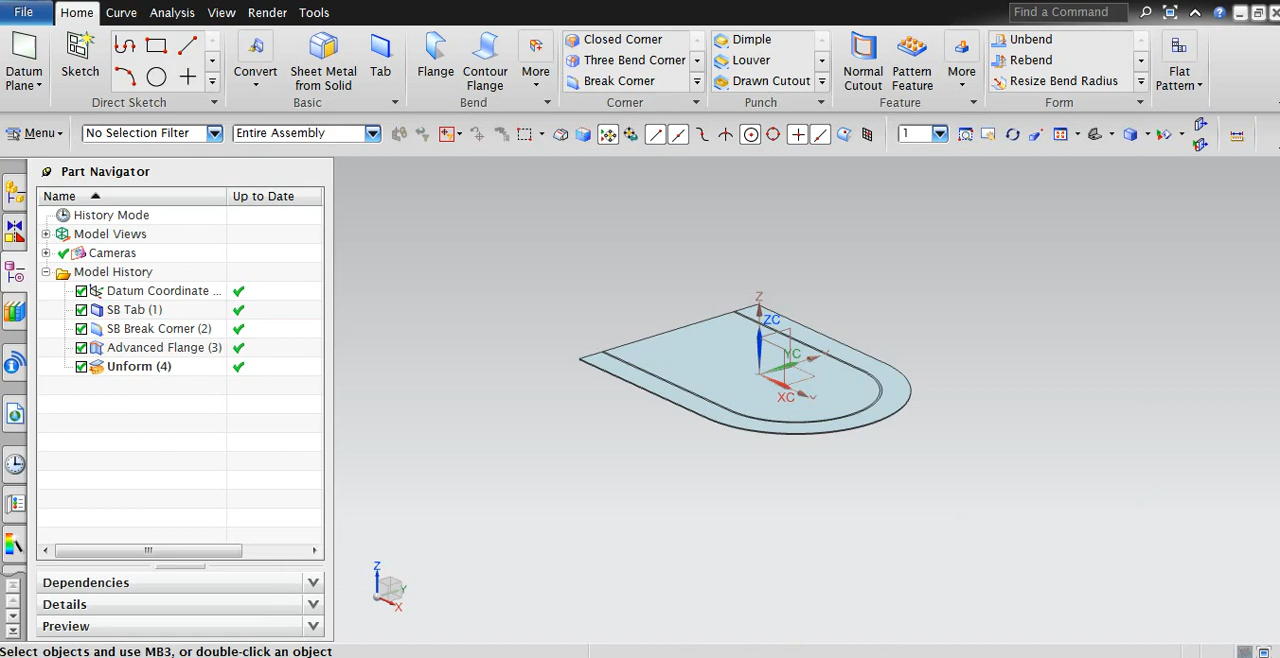 File Home Curve Analysis View Render Tools Find a Command
Datum Plane
Sketch
Direct Sketch
Convert
Sheet Metal from Solid
Tab
Basic
Flange
Contour Flange
More
Bend
Closed Corner
Three Bend Corner
Break Corner
Corner
Dimple
Louver
Drawn Cutout
Punch
Normal Cutout
Pattern Feature
More
Feature
Unbend
Rebend
Resize Bend Radius
Form
Flat Pattern
Menu No Selection Filter Entire Assembly 1
Part Navigator
Name Up to Date
History Mode
Model Views
Cameras
Model History
Datum Coordinate ...
SB Tab (1)
SB Break Corner (2)
Advanced Flange (3)
Unform (4)
Dependencies
Details
Preview
Z
ZC
YC
XC
Z
Y
X
Select objects and use MB3, or double-click an object